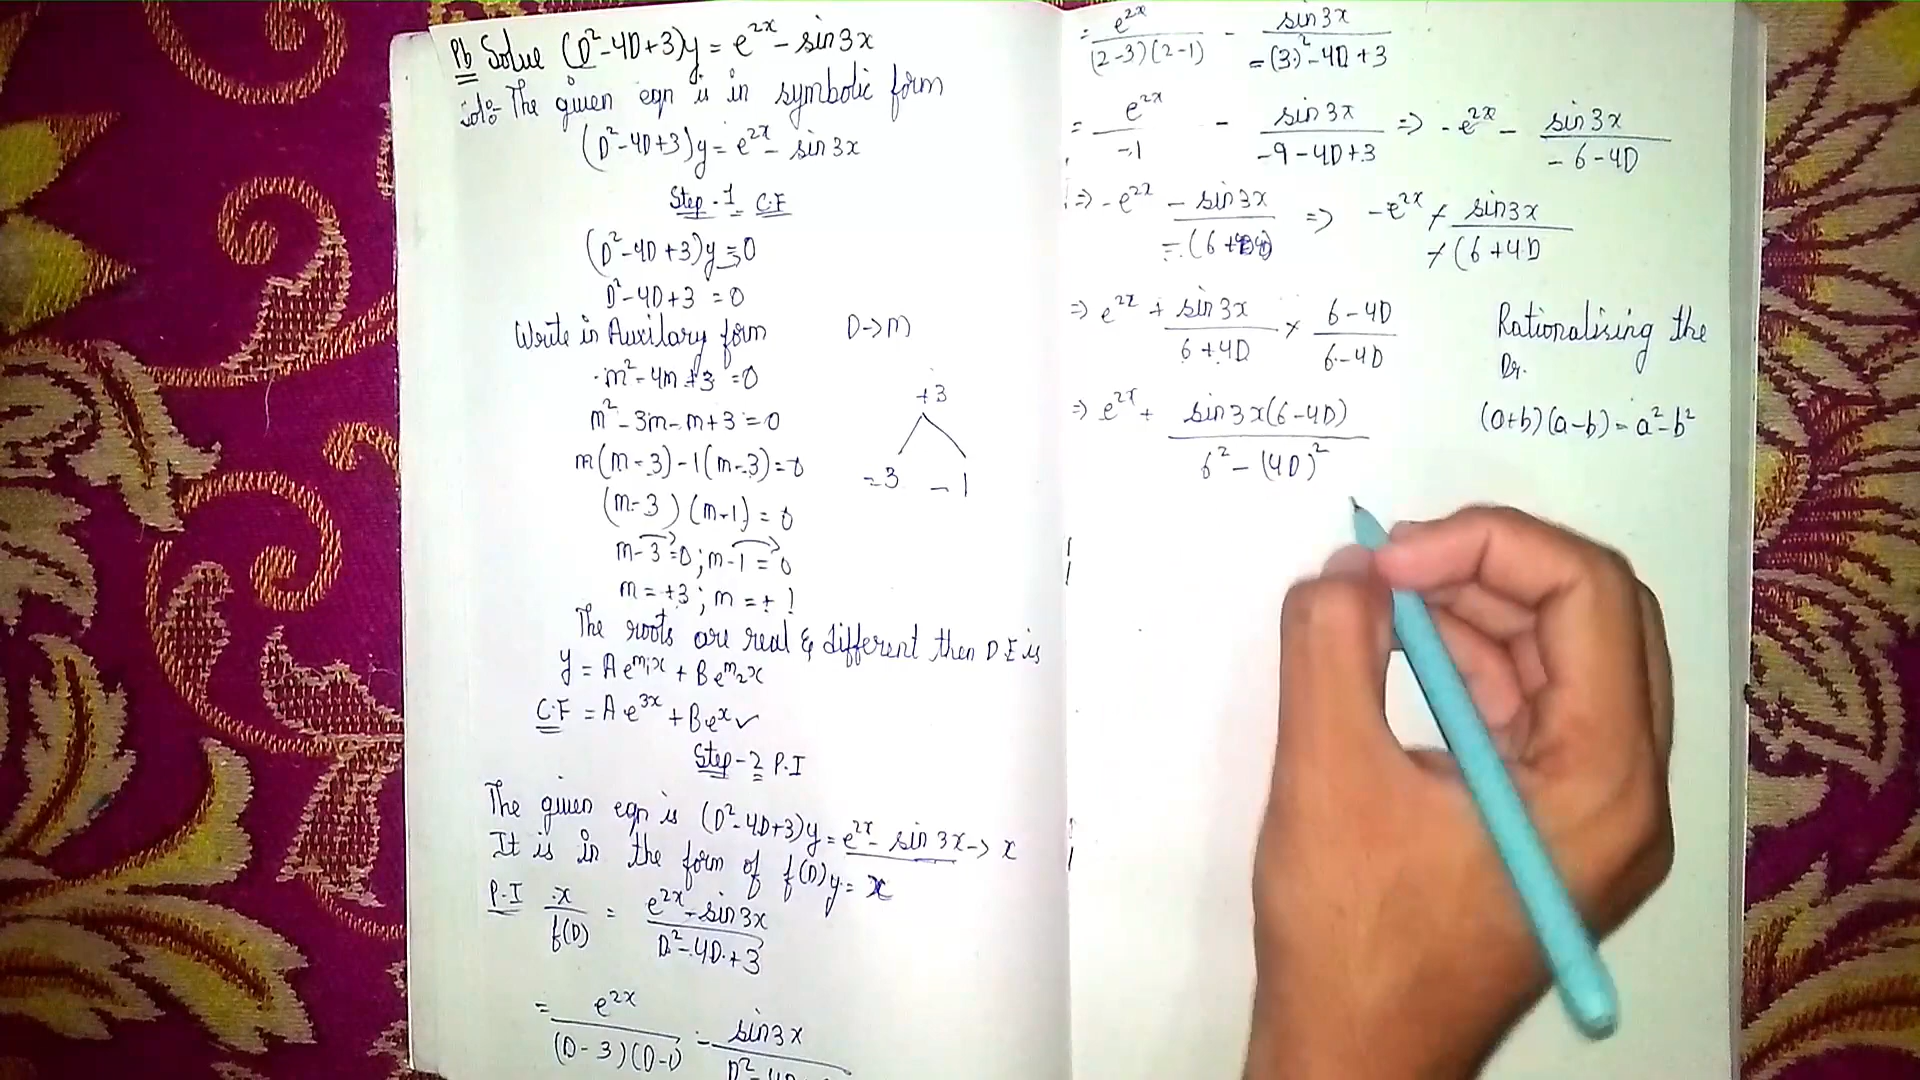 Pb Solve (D²-4D+3)y = e^2x - sin3x
Sol:- The given eqn is in symbolic form
(D²-4D+3)y = e^2x - sin3x
Step-1 C.F
(D²-4D+3)y=0
D²-4D+3 = 0
Write in Auxilary form D->m
m²-4m+3 = 0
m²-3m-m+3 = 0
m(m-3)-1(m-3)=0
(m-3)(m-1) = 0
m-3=0; m-1=0
m=+3; m=+1
+3
-3 -1
The roots are real & different then D.E is
y = Ae^m₁x + Be^m₂x
C.F = Ae^3x + Be^x ✓
Step-2 P.I
The given eqn is (D²-4D+3)y = e^2x - sin3x -> x
It is in the form of f(D)y = x
P.I x/f(D) = (e^2x - sin3x)/(D²-4D+3)
= e^2x/((D-3)(D-1)) - sin3x/
= e^2x/((2-3)(2-1)) - sin3x/(-(3)²-4D+3)
= e^2x/-1 - sin3x/(-9-4D+3) => -e^2x - sin3x/(-6-4D)
=> -e^2x - sin3x/-(6+4D) => -e^2x + sin3x/+(6+4D
=> e^2x + sin3x/(6+4D) × (6-4D)/(6-4D) Rationalising the
Dr.
=> e^2x + sin3x(6-4D)/(6²-(4D)²) (a+b)(a-b) = a²-b²